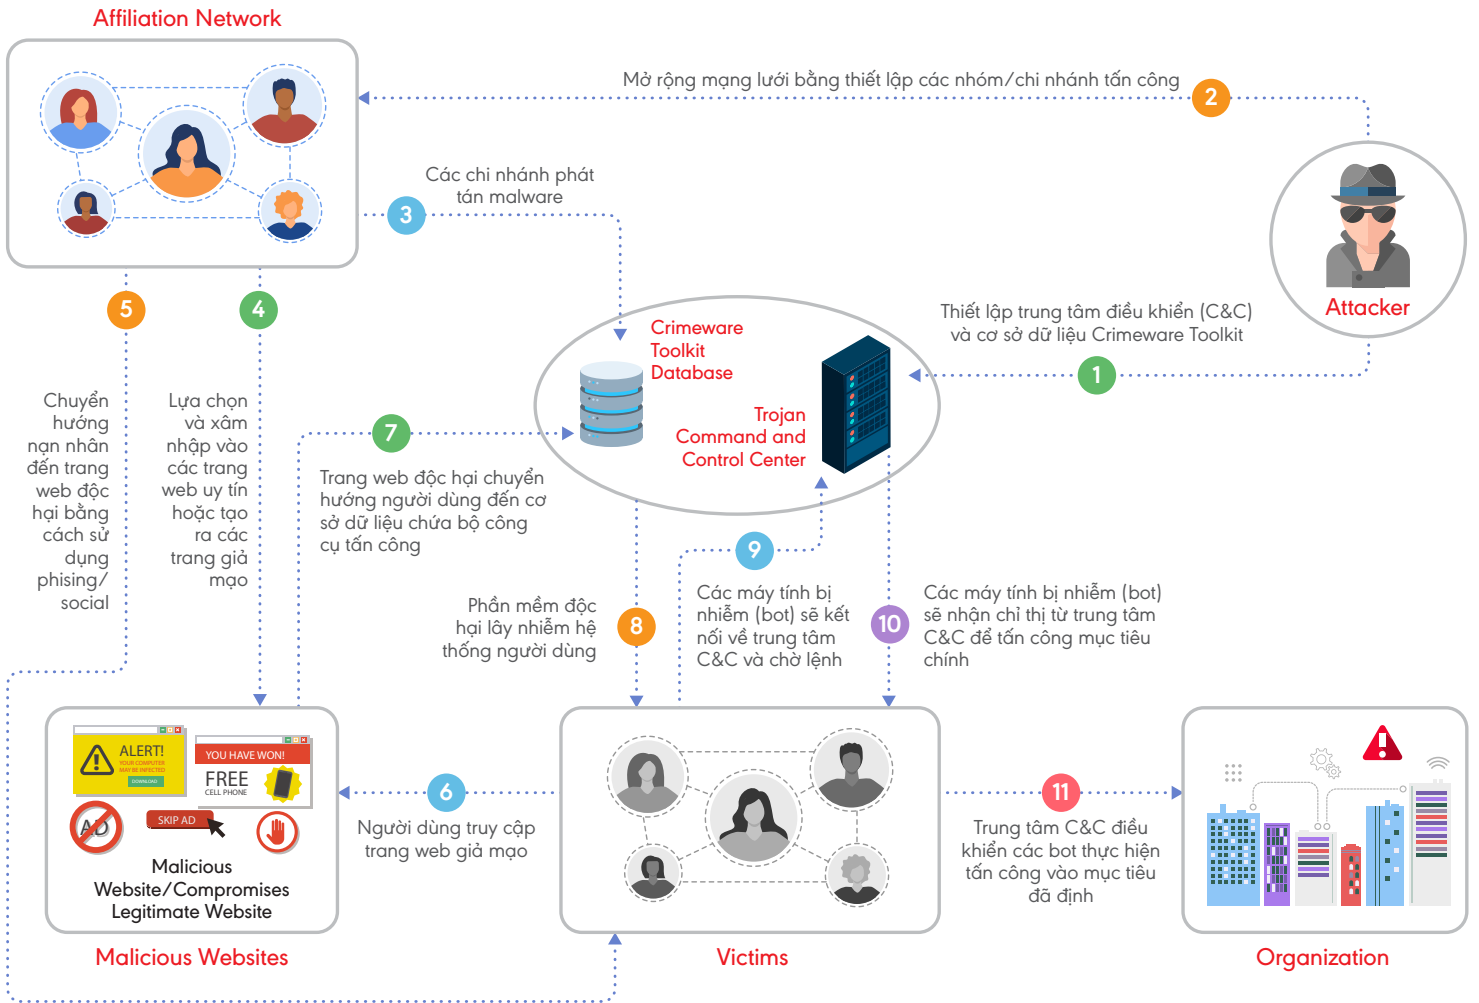 Affiliation Network
Mở rộng mạng lưới bằng thiết lập các nhóm/chi nhánh tấn công
2
Các chi nhánh phát
tán malware
3
Attacker
5
4
Thiết lập trung tâm điều khiển (C&C)
và cơ sở dữ liệu Crimeware Toolkit
1
Crimeware
Toolkit
Database
Trojan
Command and
Control Center
Chuyển
hướng
nạn nhân
đến trang
web độc
hại bằng
cách sử
dụng
phising/
social
Lựa chọn
và xâm
nhập vào
các trang
web uy tín
hoặc tạo
ra các
trang giả
mạo
7
Trang web độc hại chuyển
hướng người dùng đến cơ
sở dữ liệu chứa bộ công
cụ tấn công
8
Phần mềm độc
hại lây nhiễm hệ
thống người dùng
9
Các máy tính bị
nhiễm (bot) sẽ kết
nối về trung tâm
C&C và chờ lệnh
10
Các máy tính bị nhiễm (bot)
sẽ nhận chỉ thị từ trung tâm
C&C để tấn công mục tiêu
chính
ALERT!
YOUR COMPUTER
MAY BE INFECTED
DOWNLOAD
YOU HAVE WON!
FREE
CELL PHONE
AD
SKIP AD
Malicious
Website/Compromises
Legitimate Website
Malicious Websites
6
Người dùng truy cập
trang web giả mạo
Victims
11
Trung tâm C&C điều
khiển các bot thực hiện
tấn công vào mục tiêu
đã định
Organization